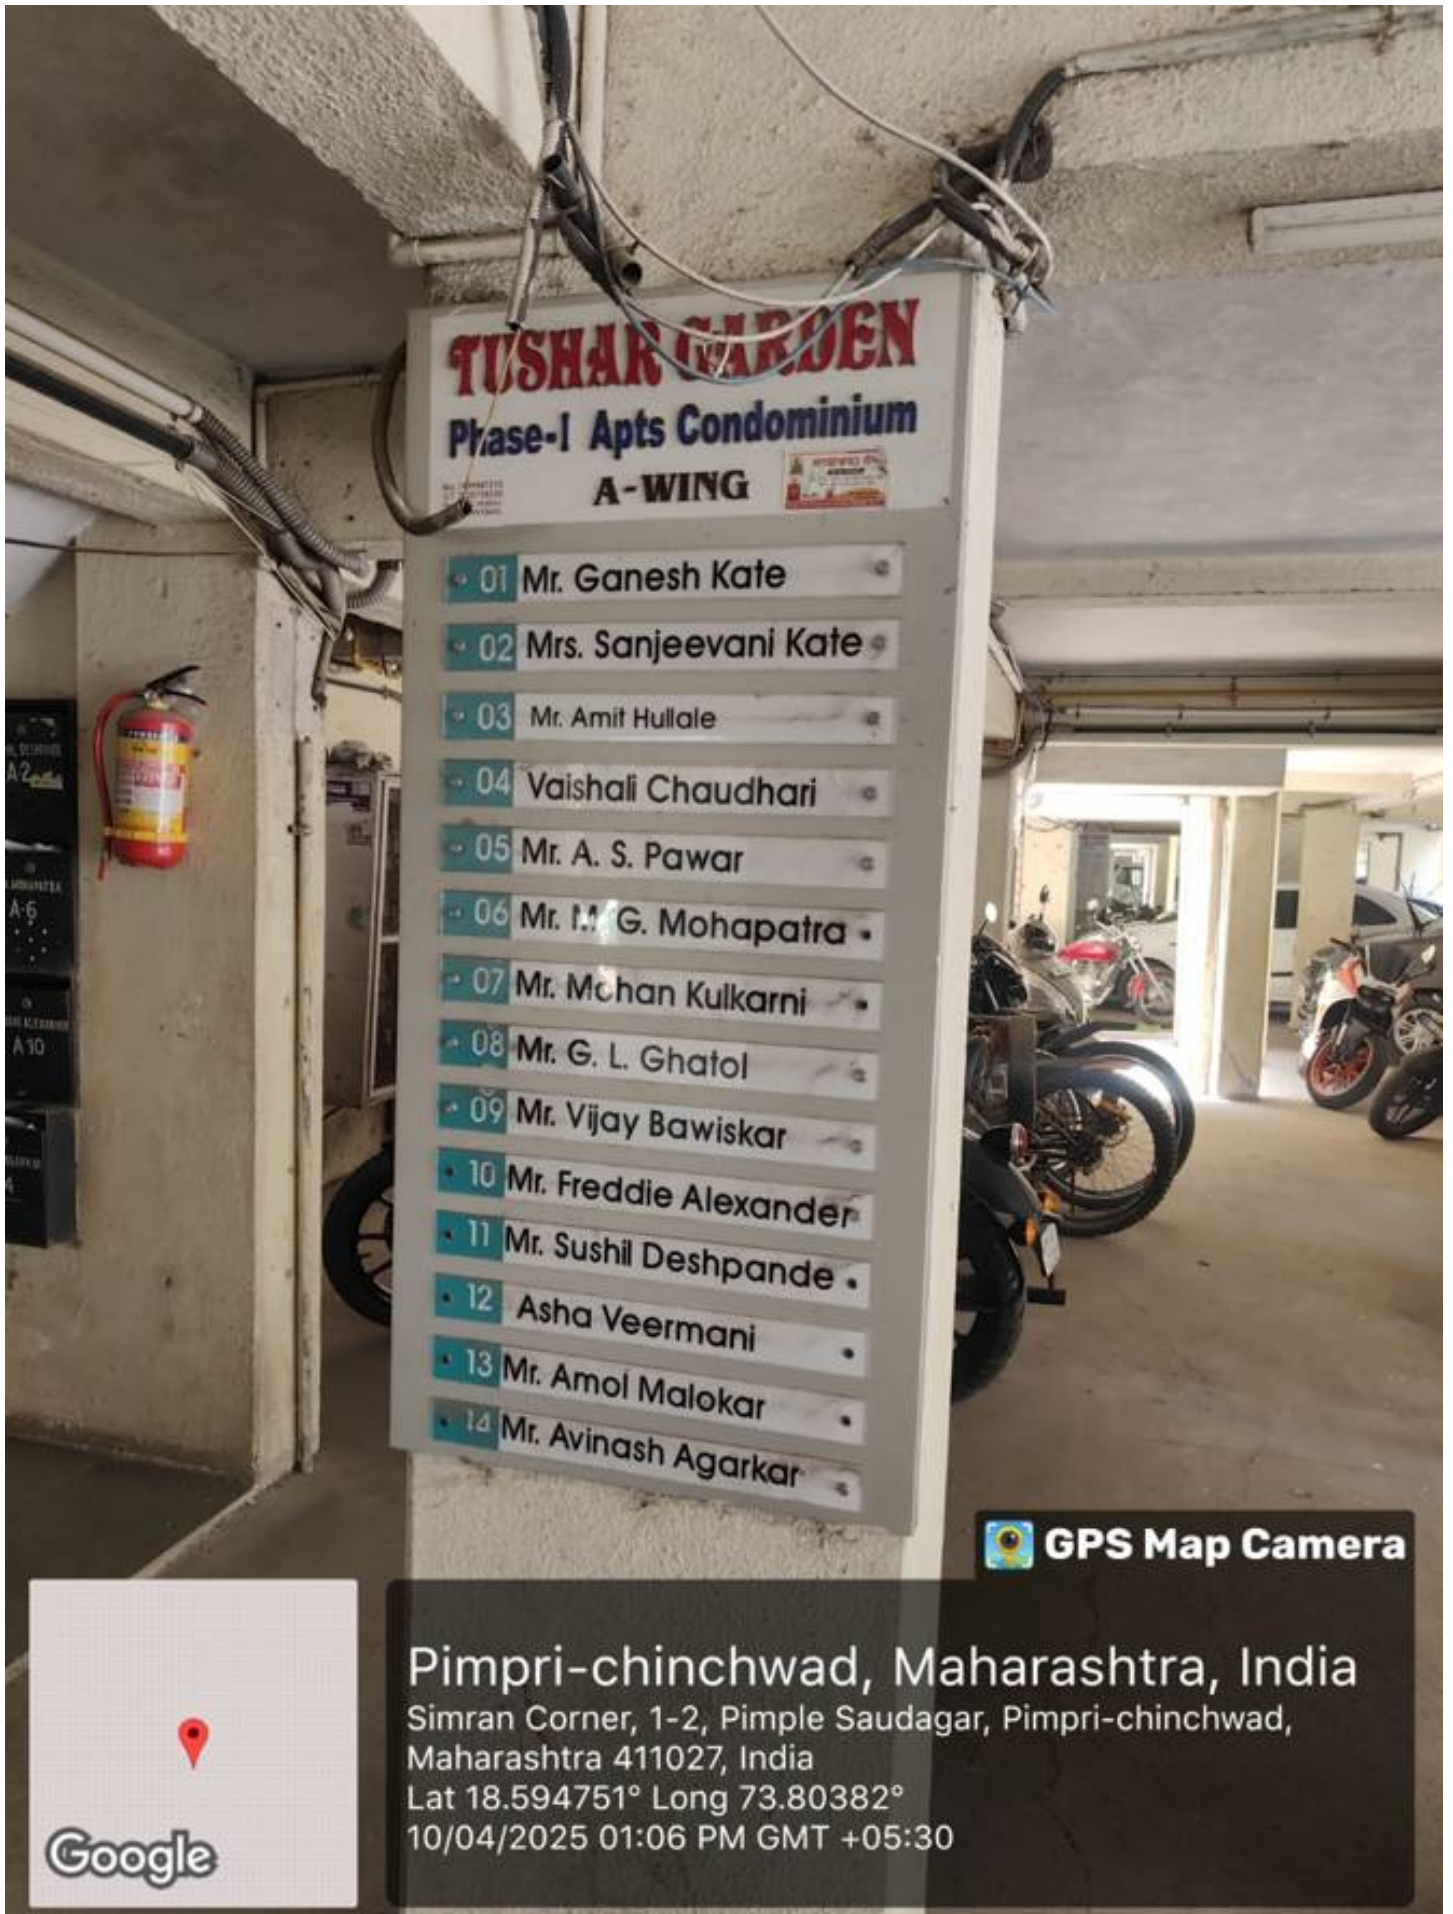 TUSHAR GARDEN
Phase-I Apts Condominium
A-WING
01 Mr. Ganesh Kate
02 Mrs. Sanjeevani Kate
03 Mr. Amit Hullale
04 Vaishali Chaudhari
05 Mr. A. S. Pawar
06 Mr. M. G. Mohapatra
07 Mr. Mohan Kulkarni
08 Mr. G. L. Ghatol
09 Mr. Vijay Bawiskar
10 Mr. Freddie Alexander
11 Mr. Sushil Deshpande
12 Asha Veermani
13 Mr. Amol Malokar
14 Mr. Avinash Agarkar
A-2
A-6
A 10
GPS Map Camera
Pimpri-chinchwad, Maharashtra, India
Simran Corner, 1-2, Pimple Saudagar, Pimpri-chinchwad,
Maharashtra 411027, India
Lat 18.594751° Long 73.80382°
10/04/2025 01:06 PM GMT +05:30
Google